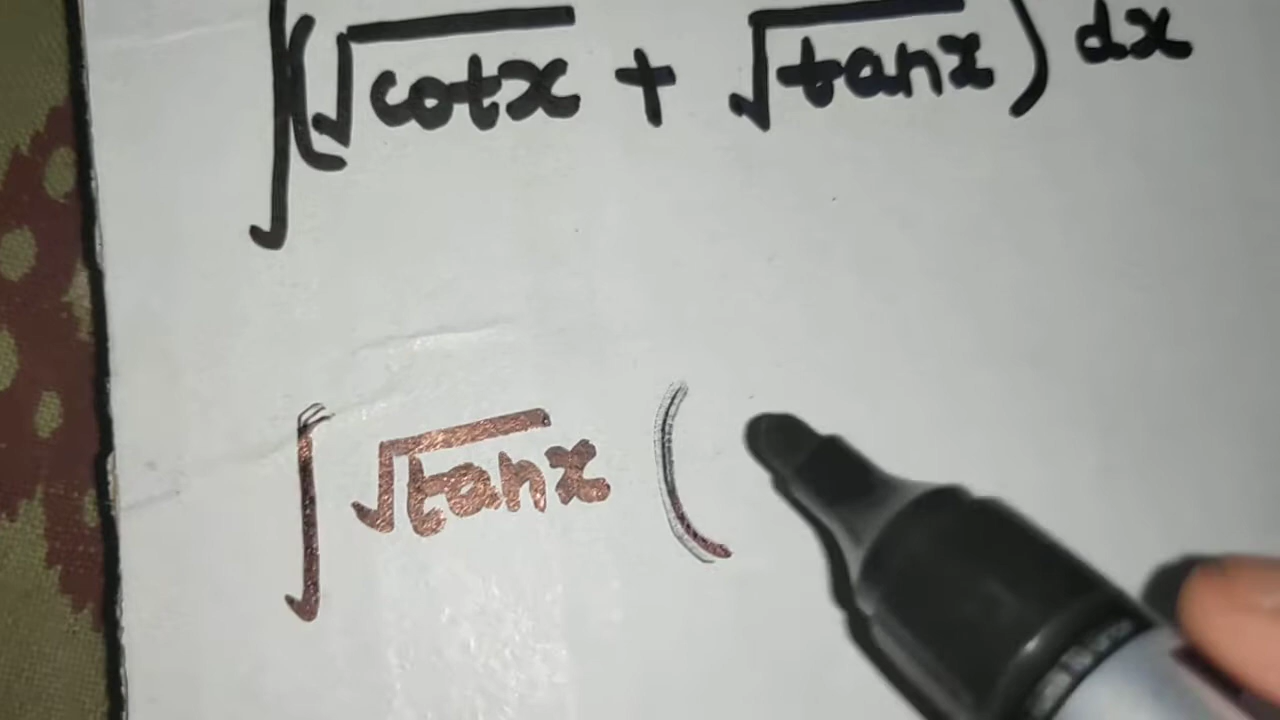 ∫(√cotx + √tanx) dx
∫ √tanx (